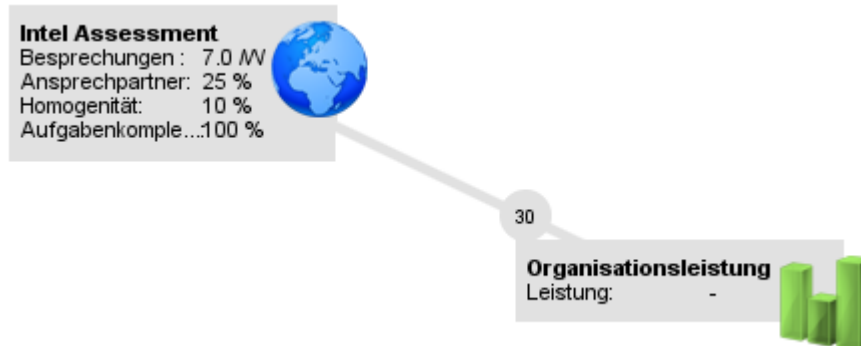 Intel Assessment
Besprechungen : 7.0 /W
Ansprechpartner: 25 %
Homogenität: 10 %
Aufgabenkomple...:100 %
30
Organisationsleistung
Leistung: -